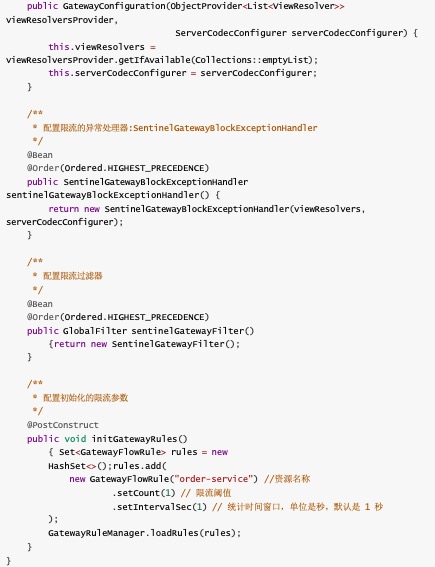 public GatewayConfiguration(ObjectProvider<List<ViewResolver>>
viewResolversProvider,
ServerCodecConfigurer serverCodecConfigurer) {
this.viewResolvers =
viewResolversProvider.getIfAvailable(Collections::emptyList);
this.serverCodecConfigurer = serverCodecConfigurer;
}
/**
* 配置限流的异常处理器:SentinelGatewayBlockExceptionHandler
*/
@Bean
@Order(Ordered.HIGHEST_PRECEDENCE)
public SentinelGatewayBlockExceptionHandler
sentinelGatewayBlockExceptionHandler() {
return new SentinelGatewayBlockExceptionHandler(viewResolvers,
serverCodecConfigurer);
}
/**
* 配置限流过滤器
*/
@Bean
@Order(Ordered.HIGHEST_PRECEDENCE)
public GlobalFilter sentinelGatewayFilter()
{return new SentinelGatewayFilter();
}
/**
* 配置初始化的限流参数
*/
@PostConstruct
public void initGatewayRules()
{ Set<GatewayFlowRule> rules = new
HashSet<>();rules.add(
new GatewayFlowRule("order-service") //资源名称
.setCount(1) // 限流阈值
.setIntervalSec(1) // 统计时间窗口，单位是秒，默认是 1 秒
);
GatewayRuleManager.loadRules(rules);
}
}